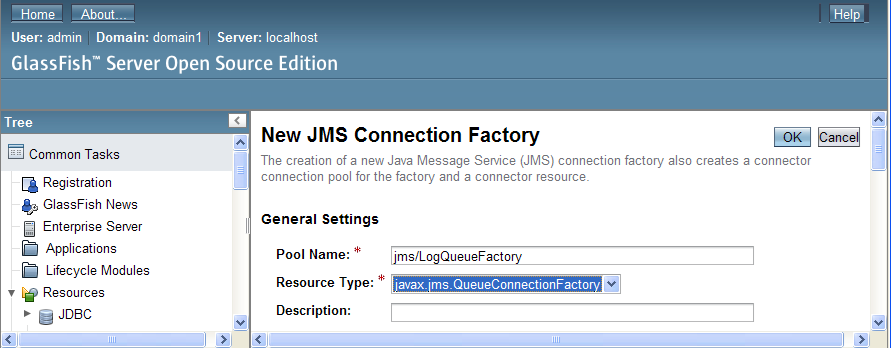 Home About... Help
User: admin Domain: domain1 Server: localhost
GlassFish™ Server Open Source Edition
Tree
Common Tasks
Registration
GlassFish News
Enterprise Server
Applications
Lifecycle Modules
Resources
JDBC
New JMS Connection Factory
OK Cancel
The creation of a new Java Message Service (JMS) connection factory also creates a connector
connection pool for the factory and a connector resource.
General Settings
Pool Name: * jms/LogQueueFactory
Resource Type: * javax.jms.QueueConnectionFactory
Description: